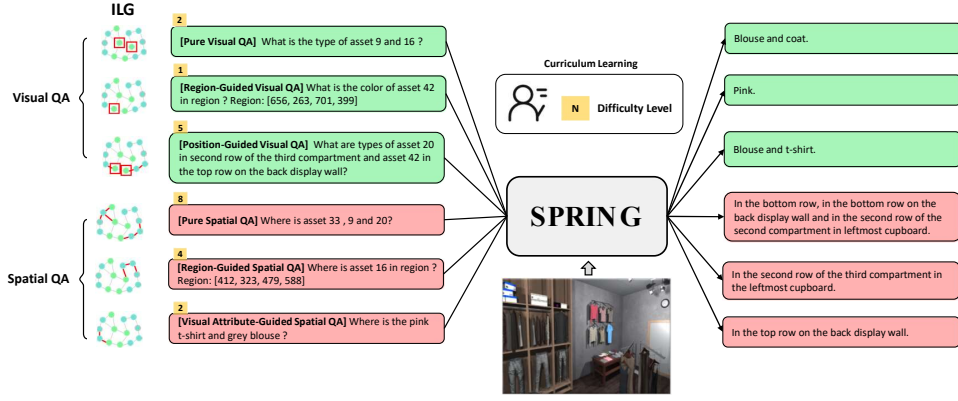 ILG
Visual QA
Spatial QA
2
[Pure Visual QA] What is the type of asset 9 and 16 ?
1
[Region-Guided Visual QA] What is the color of asset 42
in region ? Region: [656, 263, 701, 399]
5
[Position-Guided Visual QA] What are types of asset 20
in second row of the third compartment and asset 42 in
the top row on the back display wall?
8
[Pure Spatial QA] Where is asset 33 , 9 and 20?
4
[Region-Guided Spatial QA] Where is asset 16 in region ?
Region: [412, 323, 479, 588]
2
[Visual Attribute-Guided Spatial QA] Where is the pink
t-shirt and grey blouse ?
Curriculum Learning
N Difficulty Level
SPRING
Blouse and coat.
Pink.
Blouse and t-shirt.
In the bottom row, in the bottom row on the
back display wall and in the second row of the
second compartment in leftmost cupboard.
In the second row of the third compartment in
the leftmost cupboard.
In the top row on the back display wall.